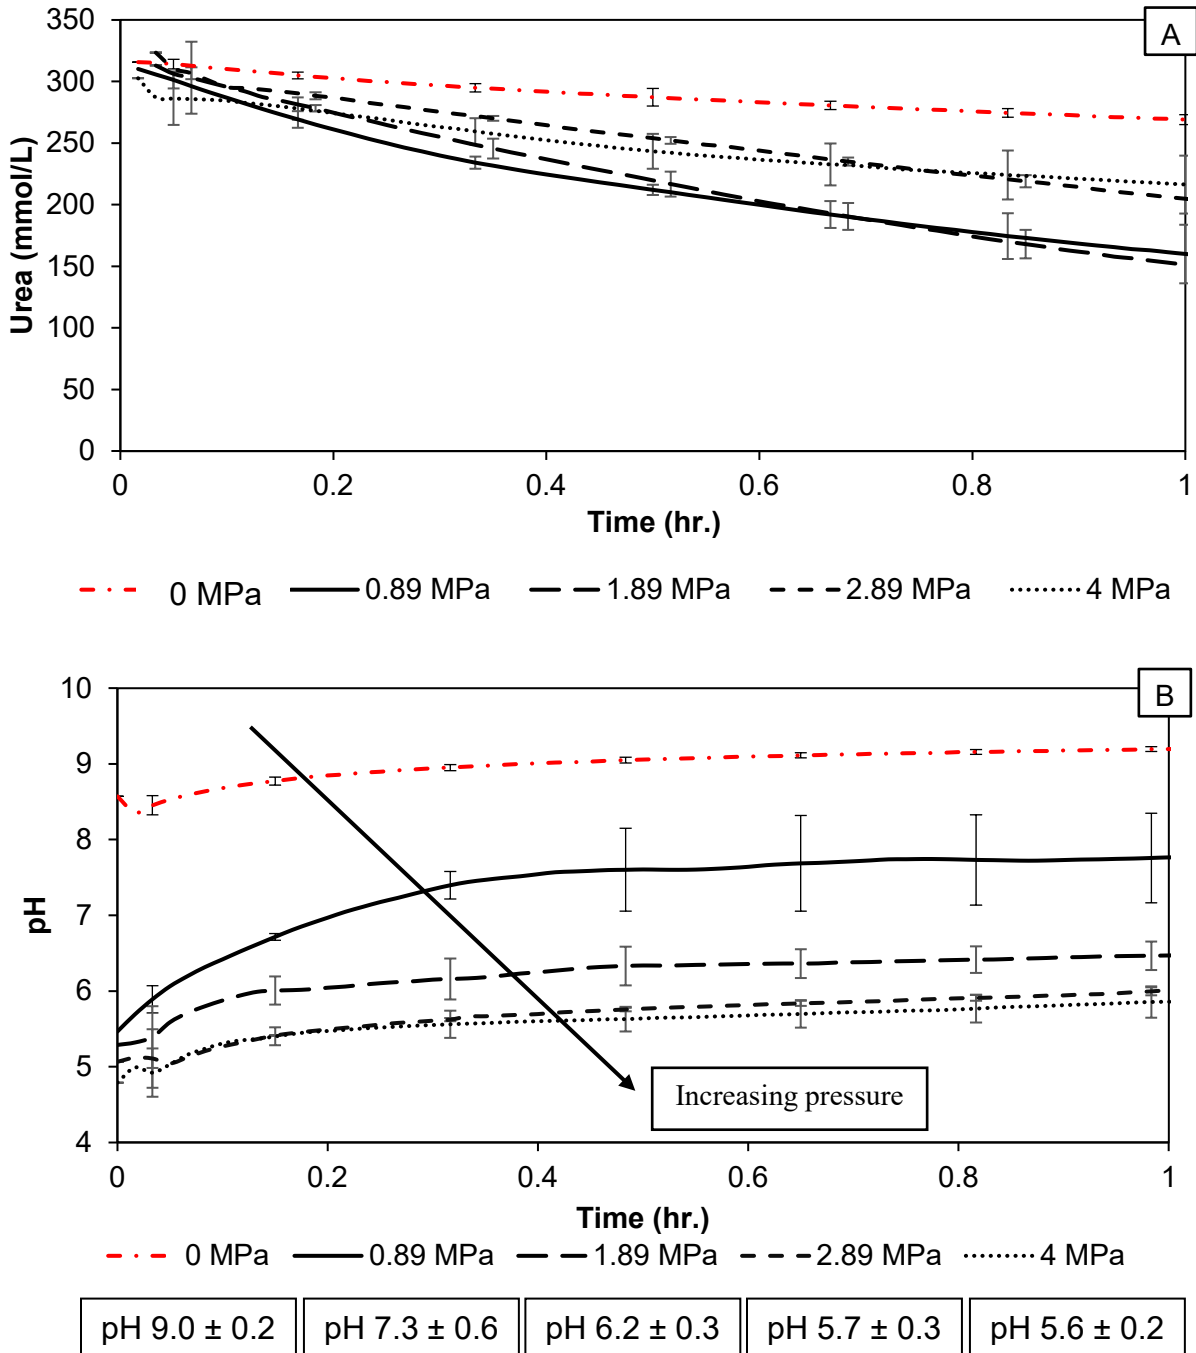 A
350
300
250
200
150
100
50
0
Urea (mmol/L)
0 0.2 0.4 0.6 0.8 1
Time (hr.)
0 MPa 0.89 MPa 1.89 MPa 2.89 MPa 4 MPa
B
10
9
8
7
6
5
4
pH
Increasing pressure
0 0.2 0.4 0.6 0.8 1
Time (hr.)
0 MPa 0.89 MPa 1.89 MPa 2.89 MPa 4 MPa
pH 9.0 ± 0.2 pH 7.3 ± 0.6 pH 6.2 ± 0.3 pH 5.7 ± 0.3 pH 5.6 ± 0.2